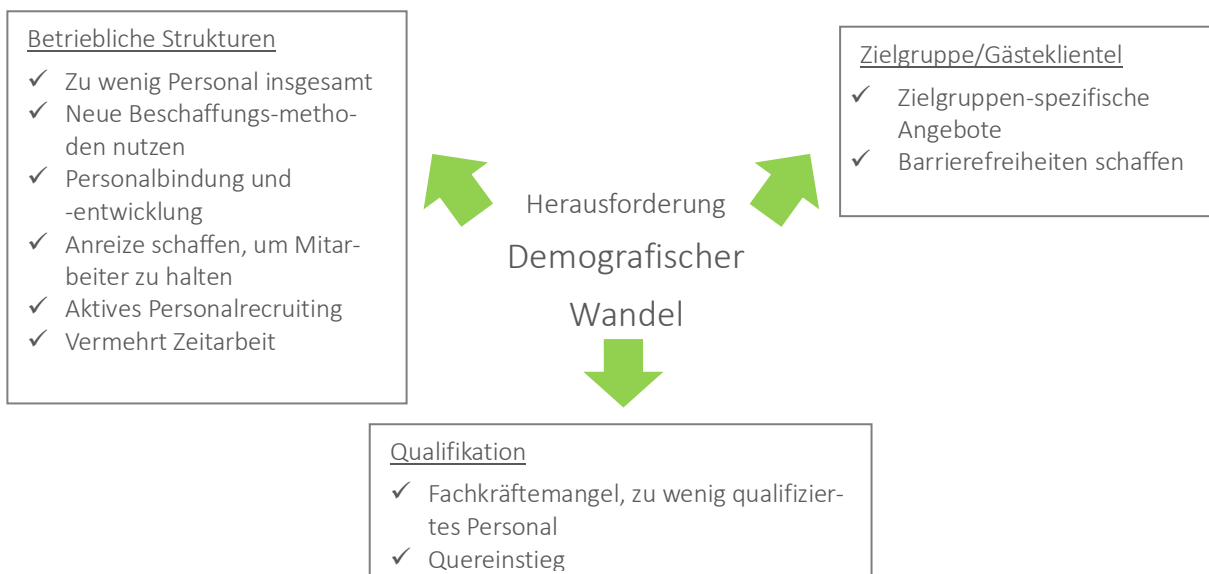 Betriebliche Strukturen
✓ Zu wenig Personal insgesamt
✓ Neue Beschaffungs-metho-
den nutzen
✓ Personalbindung und
-entwicklung
✓ Anreize schaffen, um Mitar-
beiter zu halten
✓ Aktives Personalrecruiting
✓ Vermehrt Zeitarbeit
Zielgruppe/Gästeklientel
✓ Zielgruppen-spezifische
Angebote
✓ Barrierefreiheiten schaffen
Herausforderung
Demografischer
Wandel
Qualifikation
✓ Fachkräftemangel, zu wenig qualifizier-
tes Personal
✓ Quereinstieg